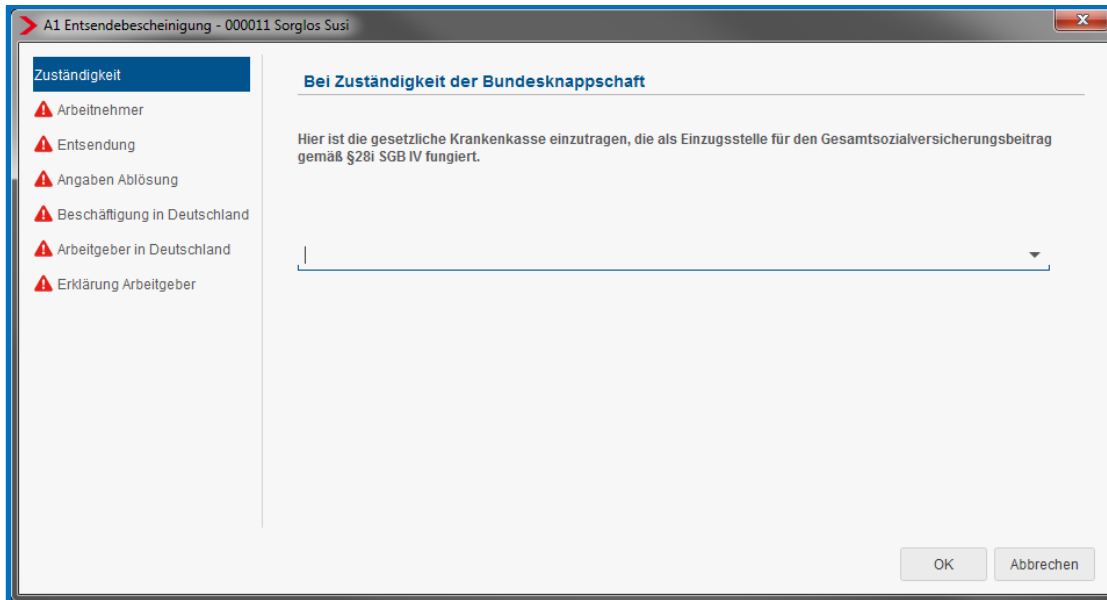 A1 Entsendebescheinigung - 000011 Sorglos Susi
Zuständigkeit
Arbeitnehmer
Entsendung
Angaben Ablösung
Beschäftigung in Deutschland
Arbeitgeber in Deutschland
Erklärung Arbeitgeber
Bei Zuständigkeit der Bundesknappschaft
Hier ist die gesetzliche Krankenkasse einzutragen, die als Einzugsstelle für den Gesamtsozialversicherungsbeitrag
gemäß §28i SGB IV fungiert.
OK
Abbrechen